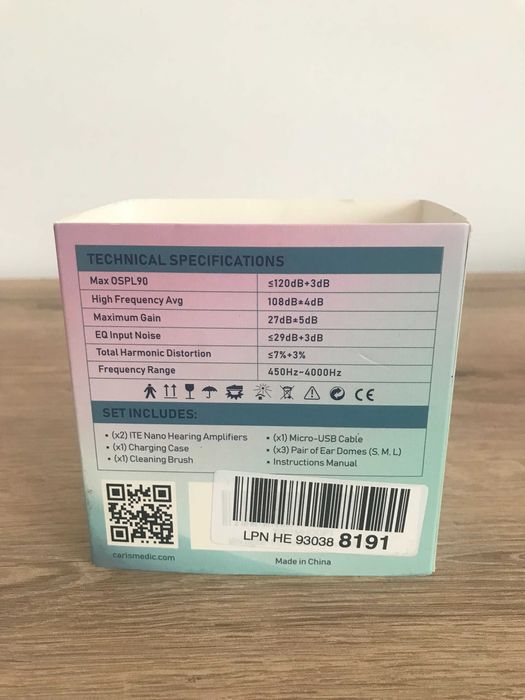 TECHNICAL SPECIFICATIONS
Max OSPL90 ≤120dB+3dB
High Frequency Avg 108dB±4dB
Maximum Gain 27dB±5dB
EQ Input Noise ≤29dB+3dB
Total Harmonic Distortion ≤7%+3%
Frequency Range 450Hz~4000Hz
CE
SET INCLUDES:
• (x2) ITE Nano Hearing Amplifiers
• (x1) Charging Case
• (x1) Cleaning Brush
• (x1) Micro-USB Cable
• (x3) Pair of Ear Domes (S, M, L)
• Instructions Manual
LPN HE 93038 8191
carismedic.com
Made in China